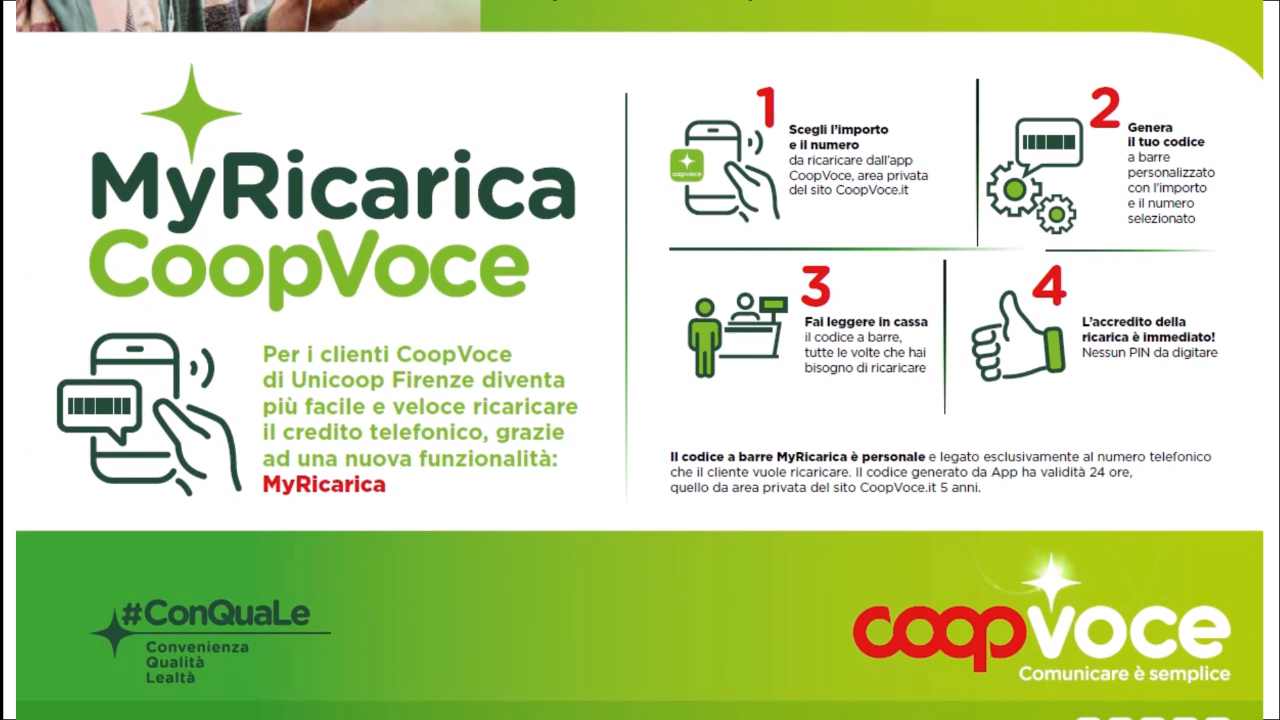 MyRicarica
CoopVoce
Per i clienti CoopVoce
di Unicoop Firenze diventa
più facile e veloce ricaricare
il credito telefonico, grazie
ad una nuova funzionalità:
MyRicarica
1
Scegli l'importo
e il numero
da ricaricare dall'app
CoopVoce, area privata
del sito CoopVoce.it
coopvoce
2
Genera
il tuo codice
a barre
personalizzato
con l'importo
e il numero
selezionato
3
Fai leggere in cassa
il codice a barre,
tutte le volte che hai
bisogno di ricaricare
4
L'accredito della
ricarica è immediato!
Nessun PIN da digitare
Il codice a barre MyRicarica è personale e legato esclusivamente al numero telefonico
che il cliente vuole ricaricare. Il codice generato da App ha validità 24 ore,
quello da area privata del sito CoopVoce.it 5 anni.
#ConQuaLe
Convenienza
Qualità
Lealtà
coopvoce
Comunicare è semplice